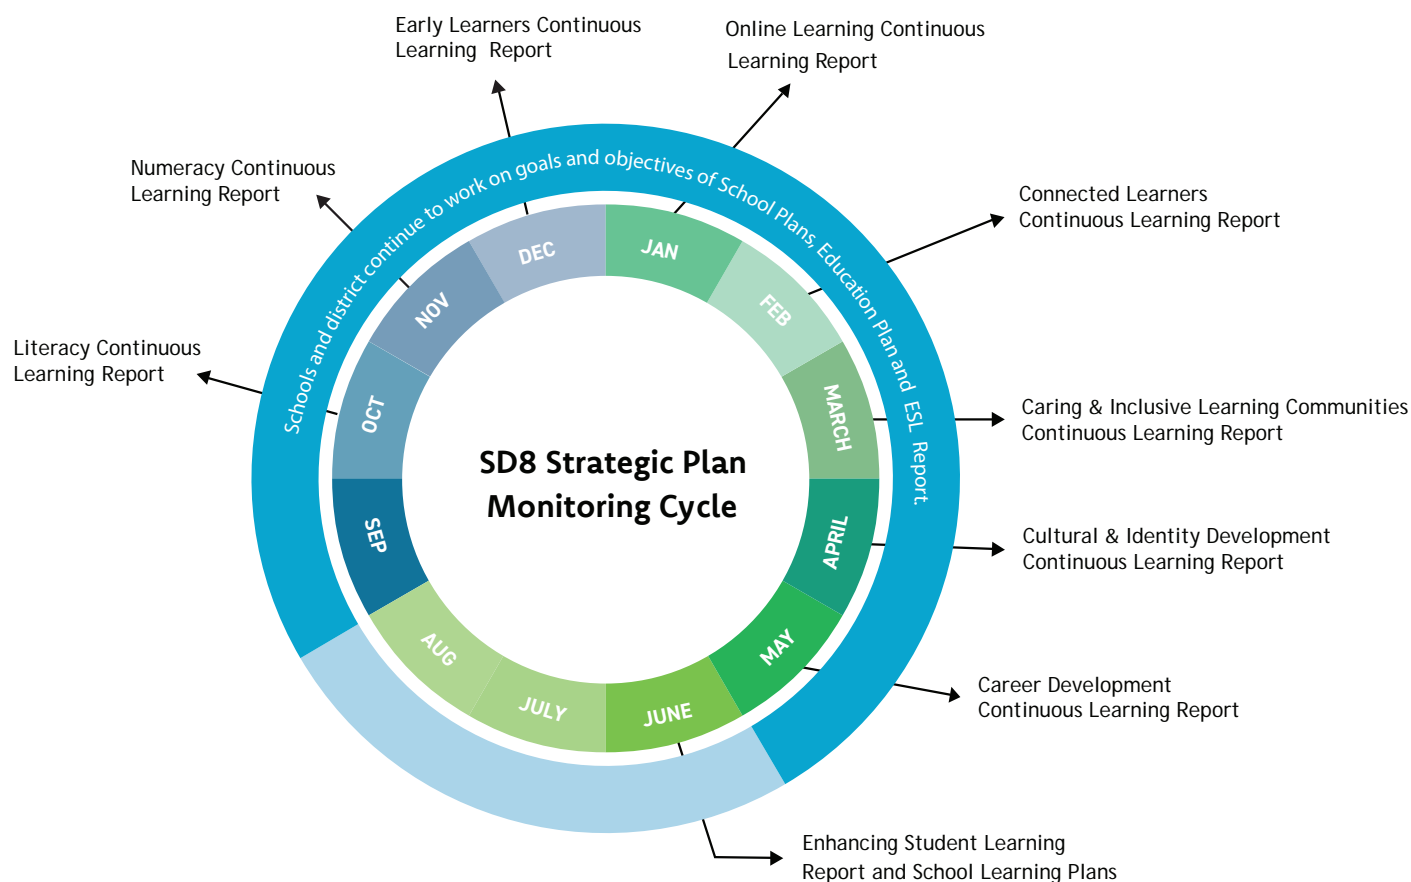 Early Learners Continuous
Learning Report
Online Learning Continuous
Learning Report
Numeracy Continuous
Learning Report
Connected Learners
Continuous Learning Report
Literacy Continuous
Learning Report
Caring & Inclusive Learning Communities
Continuous Learning Report
Cultural & Identity Development
Continuous Learning Report
Career Development
Continuous Learning Report
Enhancing Student Learning
Report and School Learning Plans
Schools and district continue to work on goals and objectives of School Plans, Education Plan and ESL Report.
JAN
FEB
MARCH
APRIL
MAY
JUNE
JULY
AUG
SEP
OCT
NOV
DEC
SD8 Strategic Plan
Monitoring Cycle